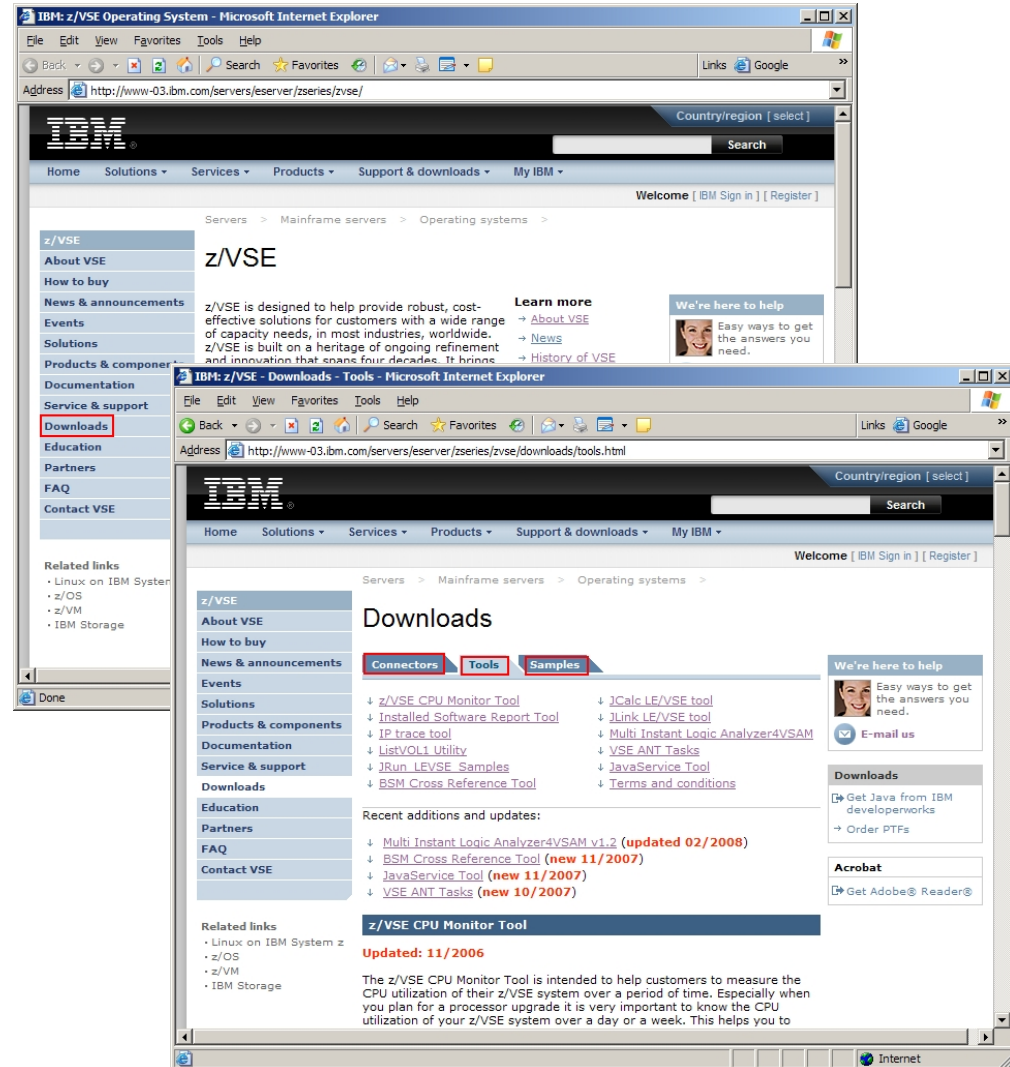 IBM: z/VSE Operating System - Microsoft Internet Explorer
File Edit View Favorites Tools Help
Back Search Favorites Links Google »
Address http://www-03.ibm.com/servers/eserver/zseries/zvse/
Country/region [ select ]
IBM ®
Search
Home Solutions Services Products Support & downloads My IBM
Welcome [ IBM Sign in ] [ Register ]
Servers > Mainframe servers > Operating systems >
z/VSE
About VSE
How to buy
News & announcements
Events
Solutions
Products & components
Documentation
Service & support
Downloads
Education
Partners
FAQ
Contact VSE
Related links
· Linux on IBM System
· z/OS
· z/VM
· IBM Storage
z/VSE
z/VSE is designed to help provide robust, cost-
effective solutions for customers with a wide range
of capacity needs, in most industries, worldwide.
z/VSE is built on a heritage of ongoing refinement
and innovation that spans four decades. It brings
Learn more
→ About VSE
→ News
→ History of VSE
We're here to help
Easy ways to get
the answers you
need.
Done
IBM: z/VSE - Downloads - Tools - Microsoft Internet Explorer
File Edit View Favorites Tools Help
Back Search Favorites Links Google »
Address http://www-03.ibm.com/servers/eserver/zseries/zvse/downloads/tools.html
Country/region [ select ]
IBM ®
Search
Home Solutions Services Products Support & downloads My IBM
Welcome [ IBM Sign in ] [ Register ]
Servers > Mainframe servers > Operating systems >
z/VSE
About VSE
How to buy
News & announcements
Events
Solutions
Products & components
Documentation
Service & support
Downloads
Education
Partners
FAQ
Contact VSE
Related links
· Linux on IBM System z
· z/OS
· z/VM
· IBM Storage
Downloads
Connectors Tools Samples
↓ z/VSE CPU Monitor Tool
↓ Installed Software Report Tool
↓ IP trace tool
↓ ListVOL1 Utility
↓ JRun LEVSE Samples
↓ BSM Cross Reference Tool
↓ JCalc LE/VSE tool
↓ JLink LE/VSE tool
↓ Multi Instant Logic Analyzer4VSAM
↓ VSE ANT Tasks
↓ JavaService Tool
↓ Terms and conditions
Recent additions and updates:
↓ Multi Instant Logic Analyzer4VSAM v1.2 (updated 02/2008)
↓ BSM Cross Reference Tool (new 11/2007)
↓ JavaService Tool (new 11/2007)
↓ VSE ANT Tasks (new 10/2007)
z/VSE CPU Monitor Tool
Updated: 11/2006
The z/VSE CPU Monitor Tool is intended to help customers to measure the
CPU utilization of their z/VSE system over a period of time. Especially when
you plan for a processor upgrade it is very important to know the CPU
utilization of your z/VSE system over a day or a week. This helps you to
We're here to help
Easy ways to get
the answers you
need.
E-mail us
Downloads
Get Java from IBM
developerworks
→ Order PTFs
Acrobat
Get Adobe® Reader®
Internet